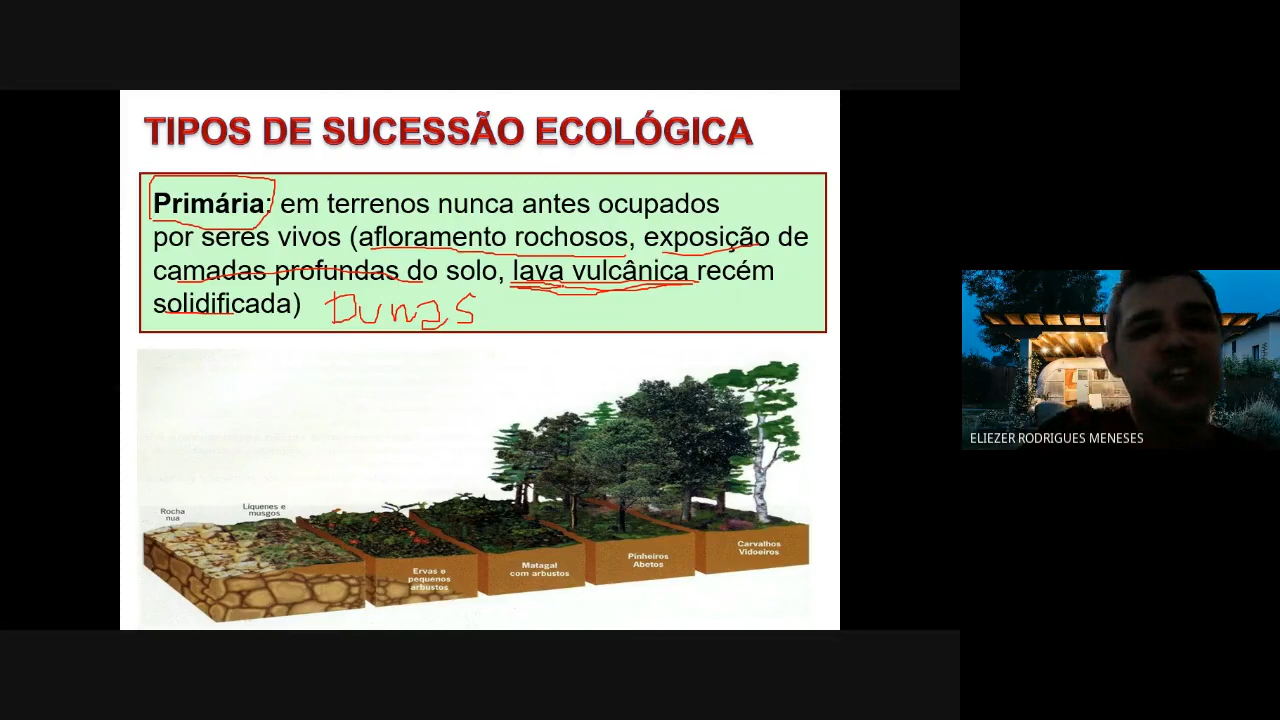 TIPOS DE SUCESSÃO ECOLÓGICA
Primária: em terrenos nunca antes ocupados
por seres vivos (afloramento rochosos, exposição de
camadas profundas do solo, lava vulcânica recém
solidificada) Dunas
Rocha
nua
Líquenes e
musgos
Ervas e
pequenos
arbustos
Matagal
com arbustos
Pinheiros
Abetos
Carvalhos
Vidoeiros
ELIEZER RODRIGUES MENESES